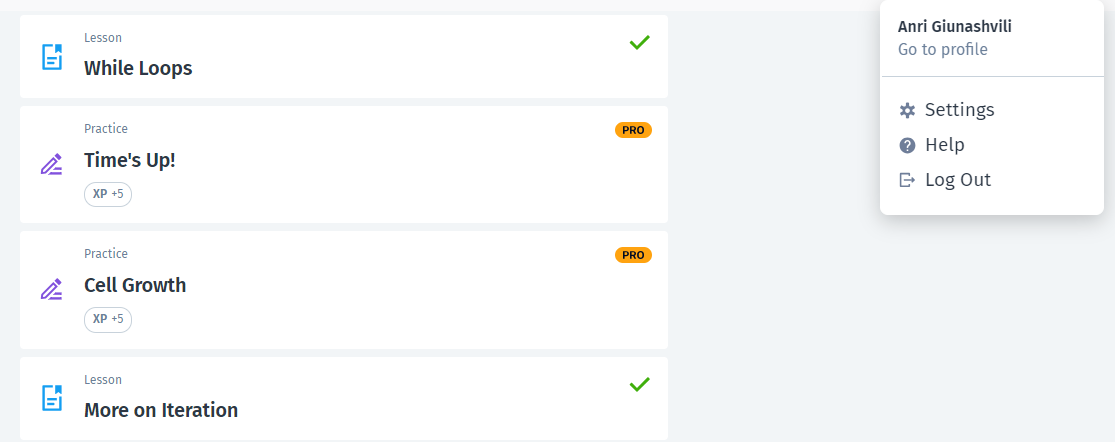 Lesson
While Loops
Practice
PRO
Time's Up!
XP +5
Practice
PRO
Cell Growth
XP +5
Lesson
More on Iteration
Anri Giunashvili
Go to profile
Settings
Help
Log Out